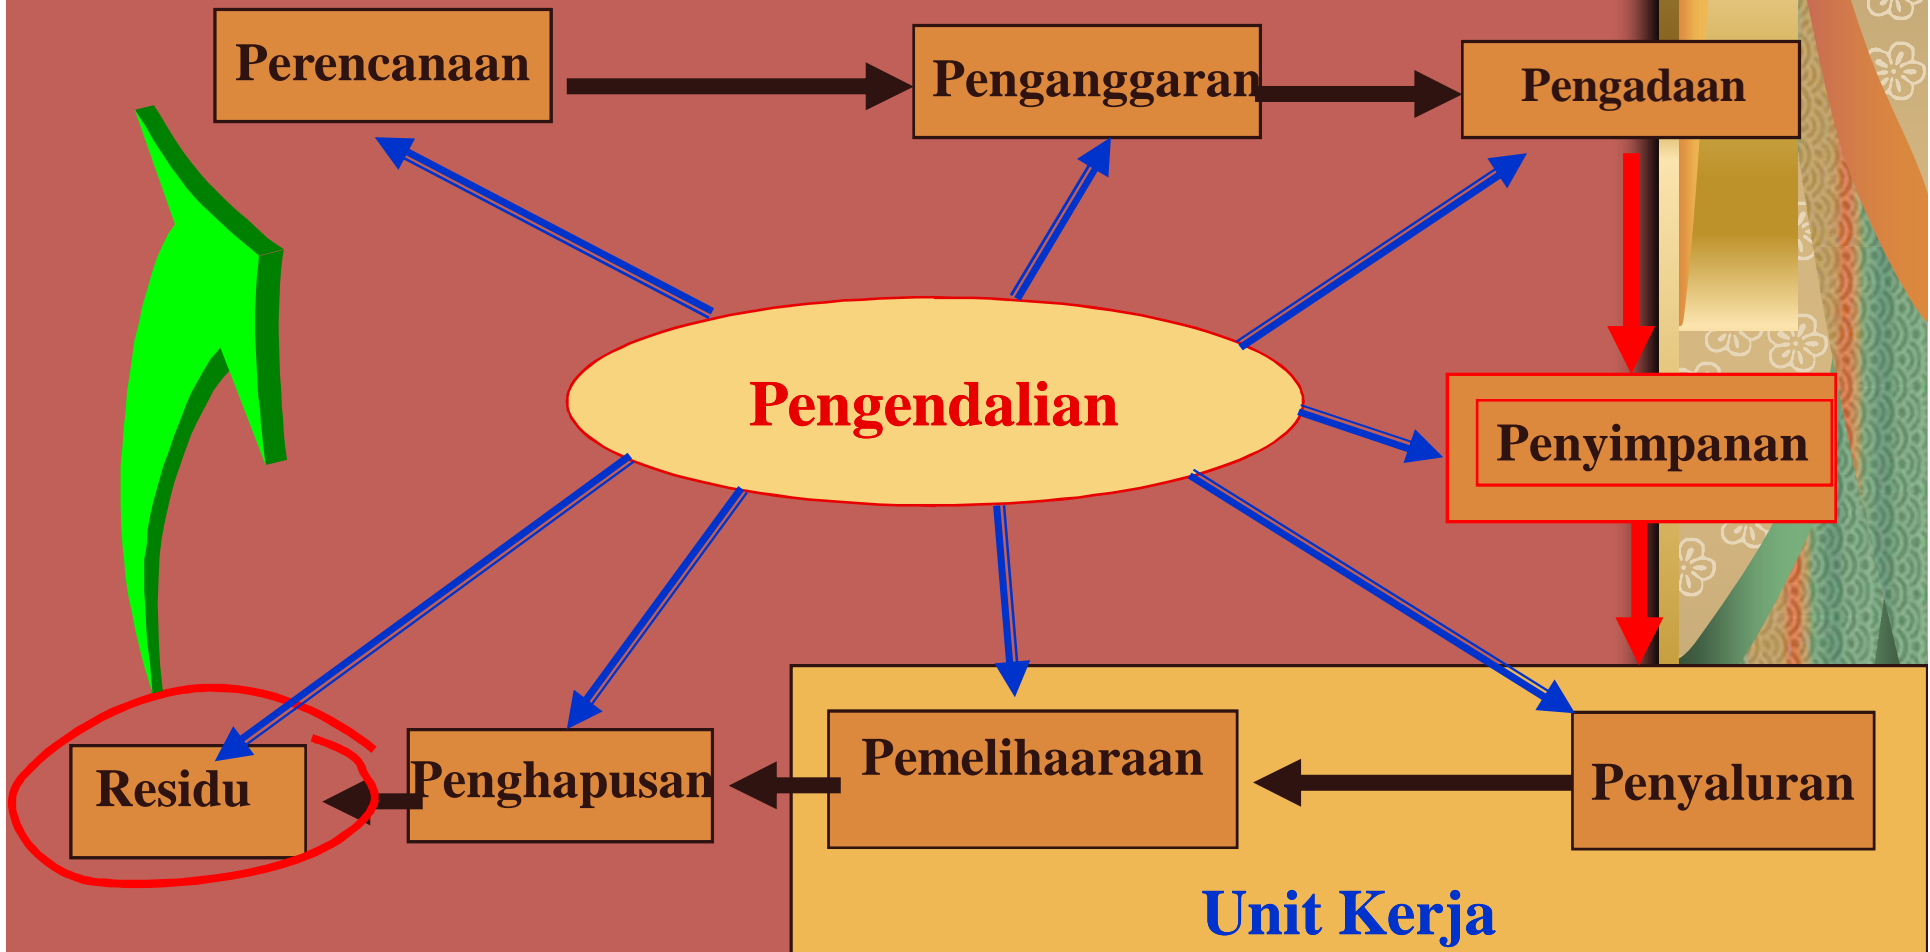 Perencanaan
Penganggaran
Pengadaan
Pengendalian
Penyimpanan
Residu
Penghapusan
Pemelihaaraan
Penyaluran
Unit Kerja